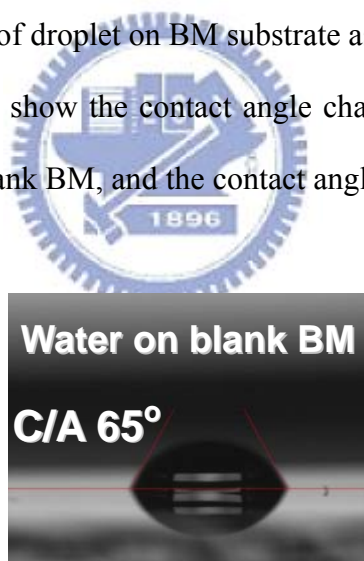 of droplet on BM substrate a
show the contact angle cha
ank BM, and the contact angl
1896
Water on blank BM
C/A 65°